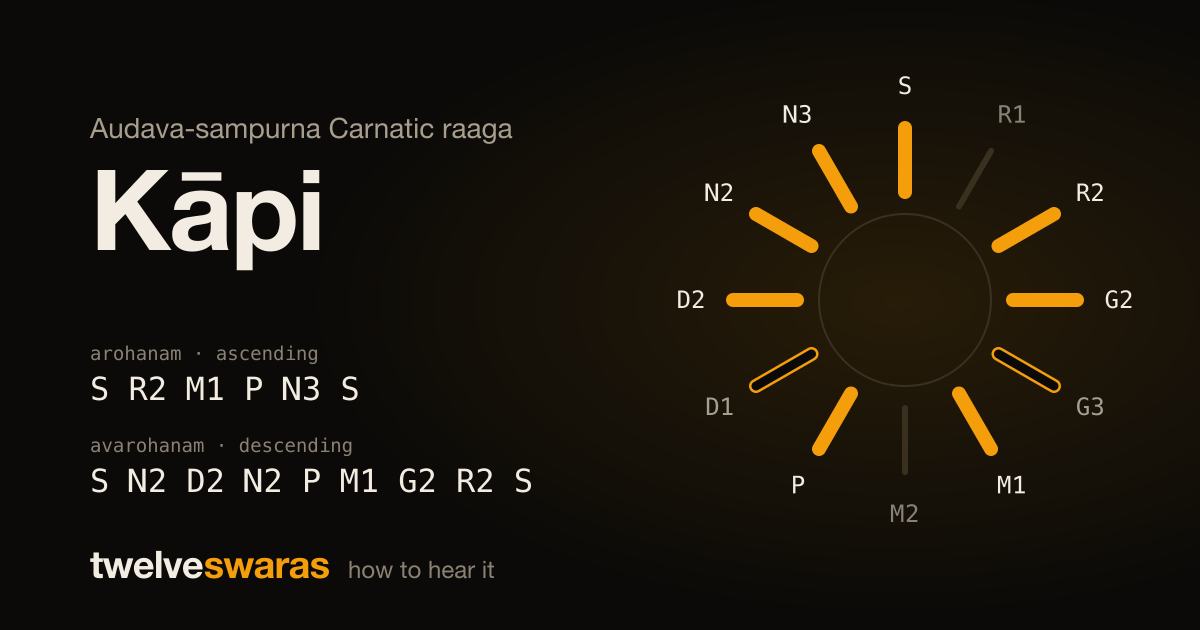 Audava-sampurna Carnatic raaga
Kāpi
arohanam · ascending
S R2 M1 P N3 S
avarohanam · descending
S N2 D2 N2 P M1 G2 R2 S
twelveswaras how to hear it
S
R1
R2
G2
G3
M1
M2
P
D1
D2
N2
N3